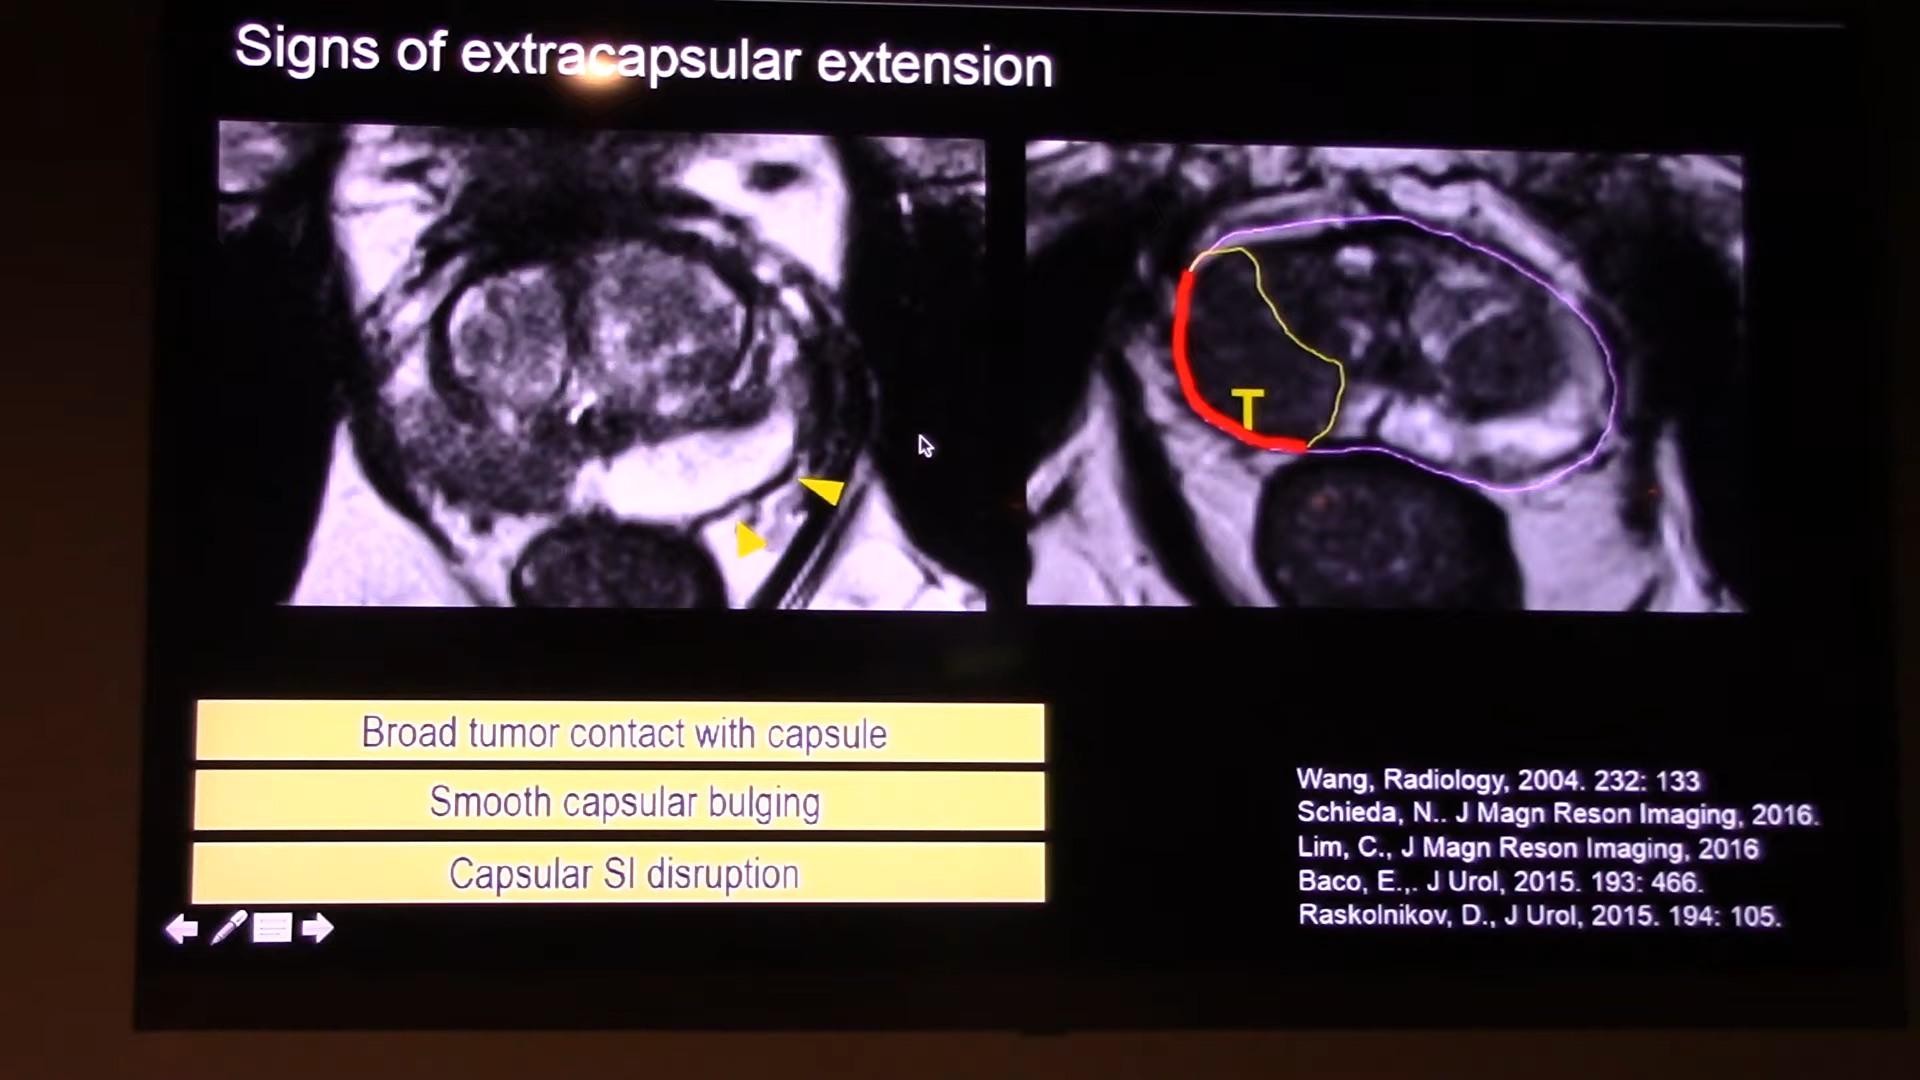 Signs of extracapsular extension
T
Broad tumor contact with capsule
Smooth capsular bulging
Capsular SI disruption
Wang, Radiology, 2004. 232: 133
Schieda, N.. J Magn Reson Imaging, 2016.
Lim, C., J Magn Reson Imaging, 2016
Baco, E.,. J Urol, 2015. 193: 466.
Raskolnikov, D., J Urol, 2015. 194: 105.